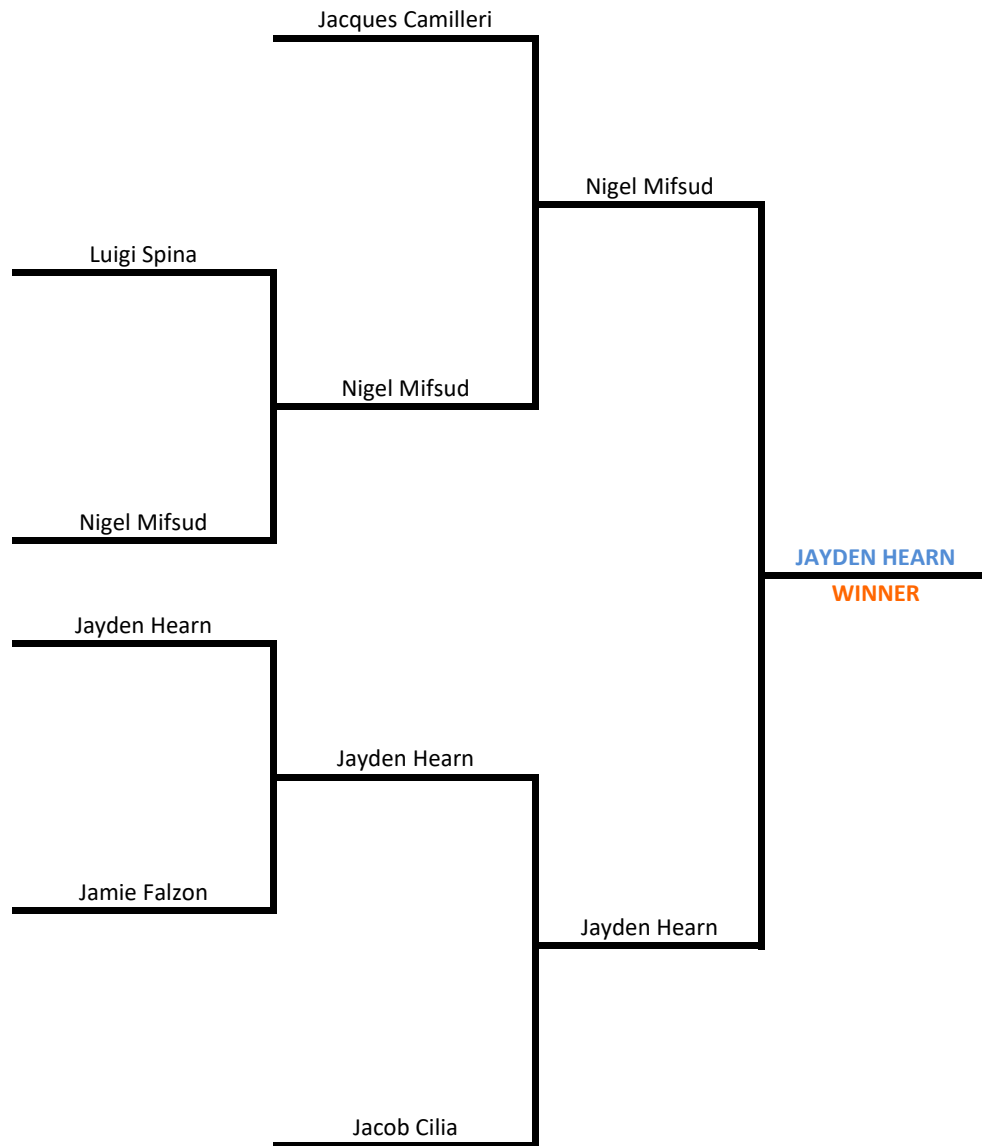 Jacques Camilleri
Nigel Mifsud
Luigi Spina
Nigel Mifsud
Nigel Mifsud
JAYDEN HEARN
WINNER
Jayden Hearn
Jayden Hearn
Jamie Falzon
Jayden Hearn
Jacob Cilia